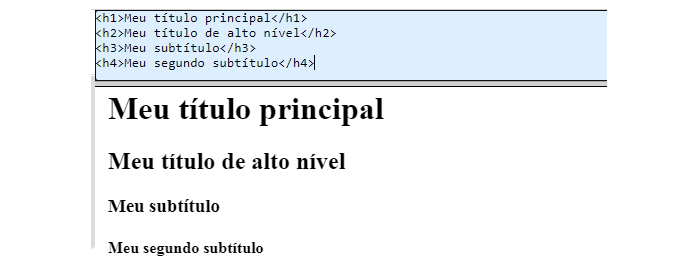 <h1>Meu título principal</h1>
<h2>Meu título de alto nível</h2>
<h3>Meu subtítulo</h3>
<h4>Meu segundo subtítulo</h4>
Meu título principal
Meu título de alto nível
Meu subtítulo
Meu segundo subtítulo